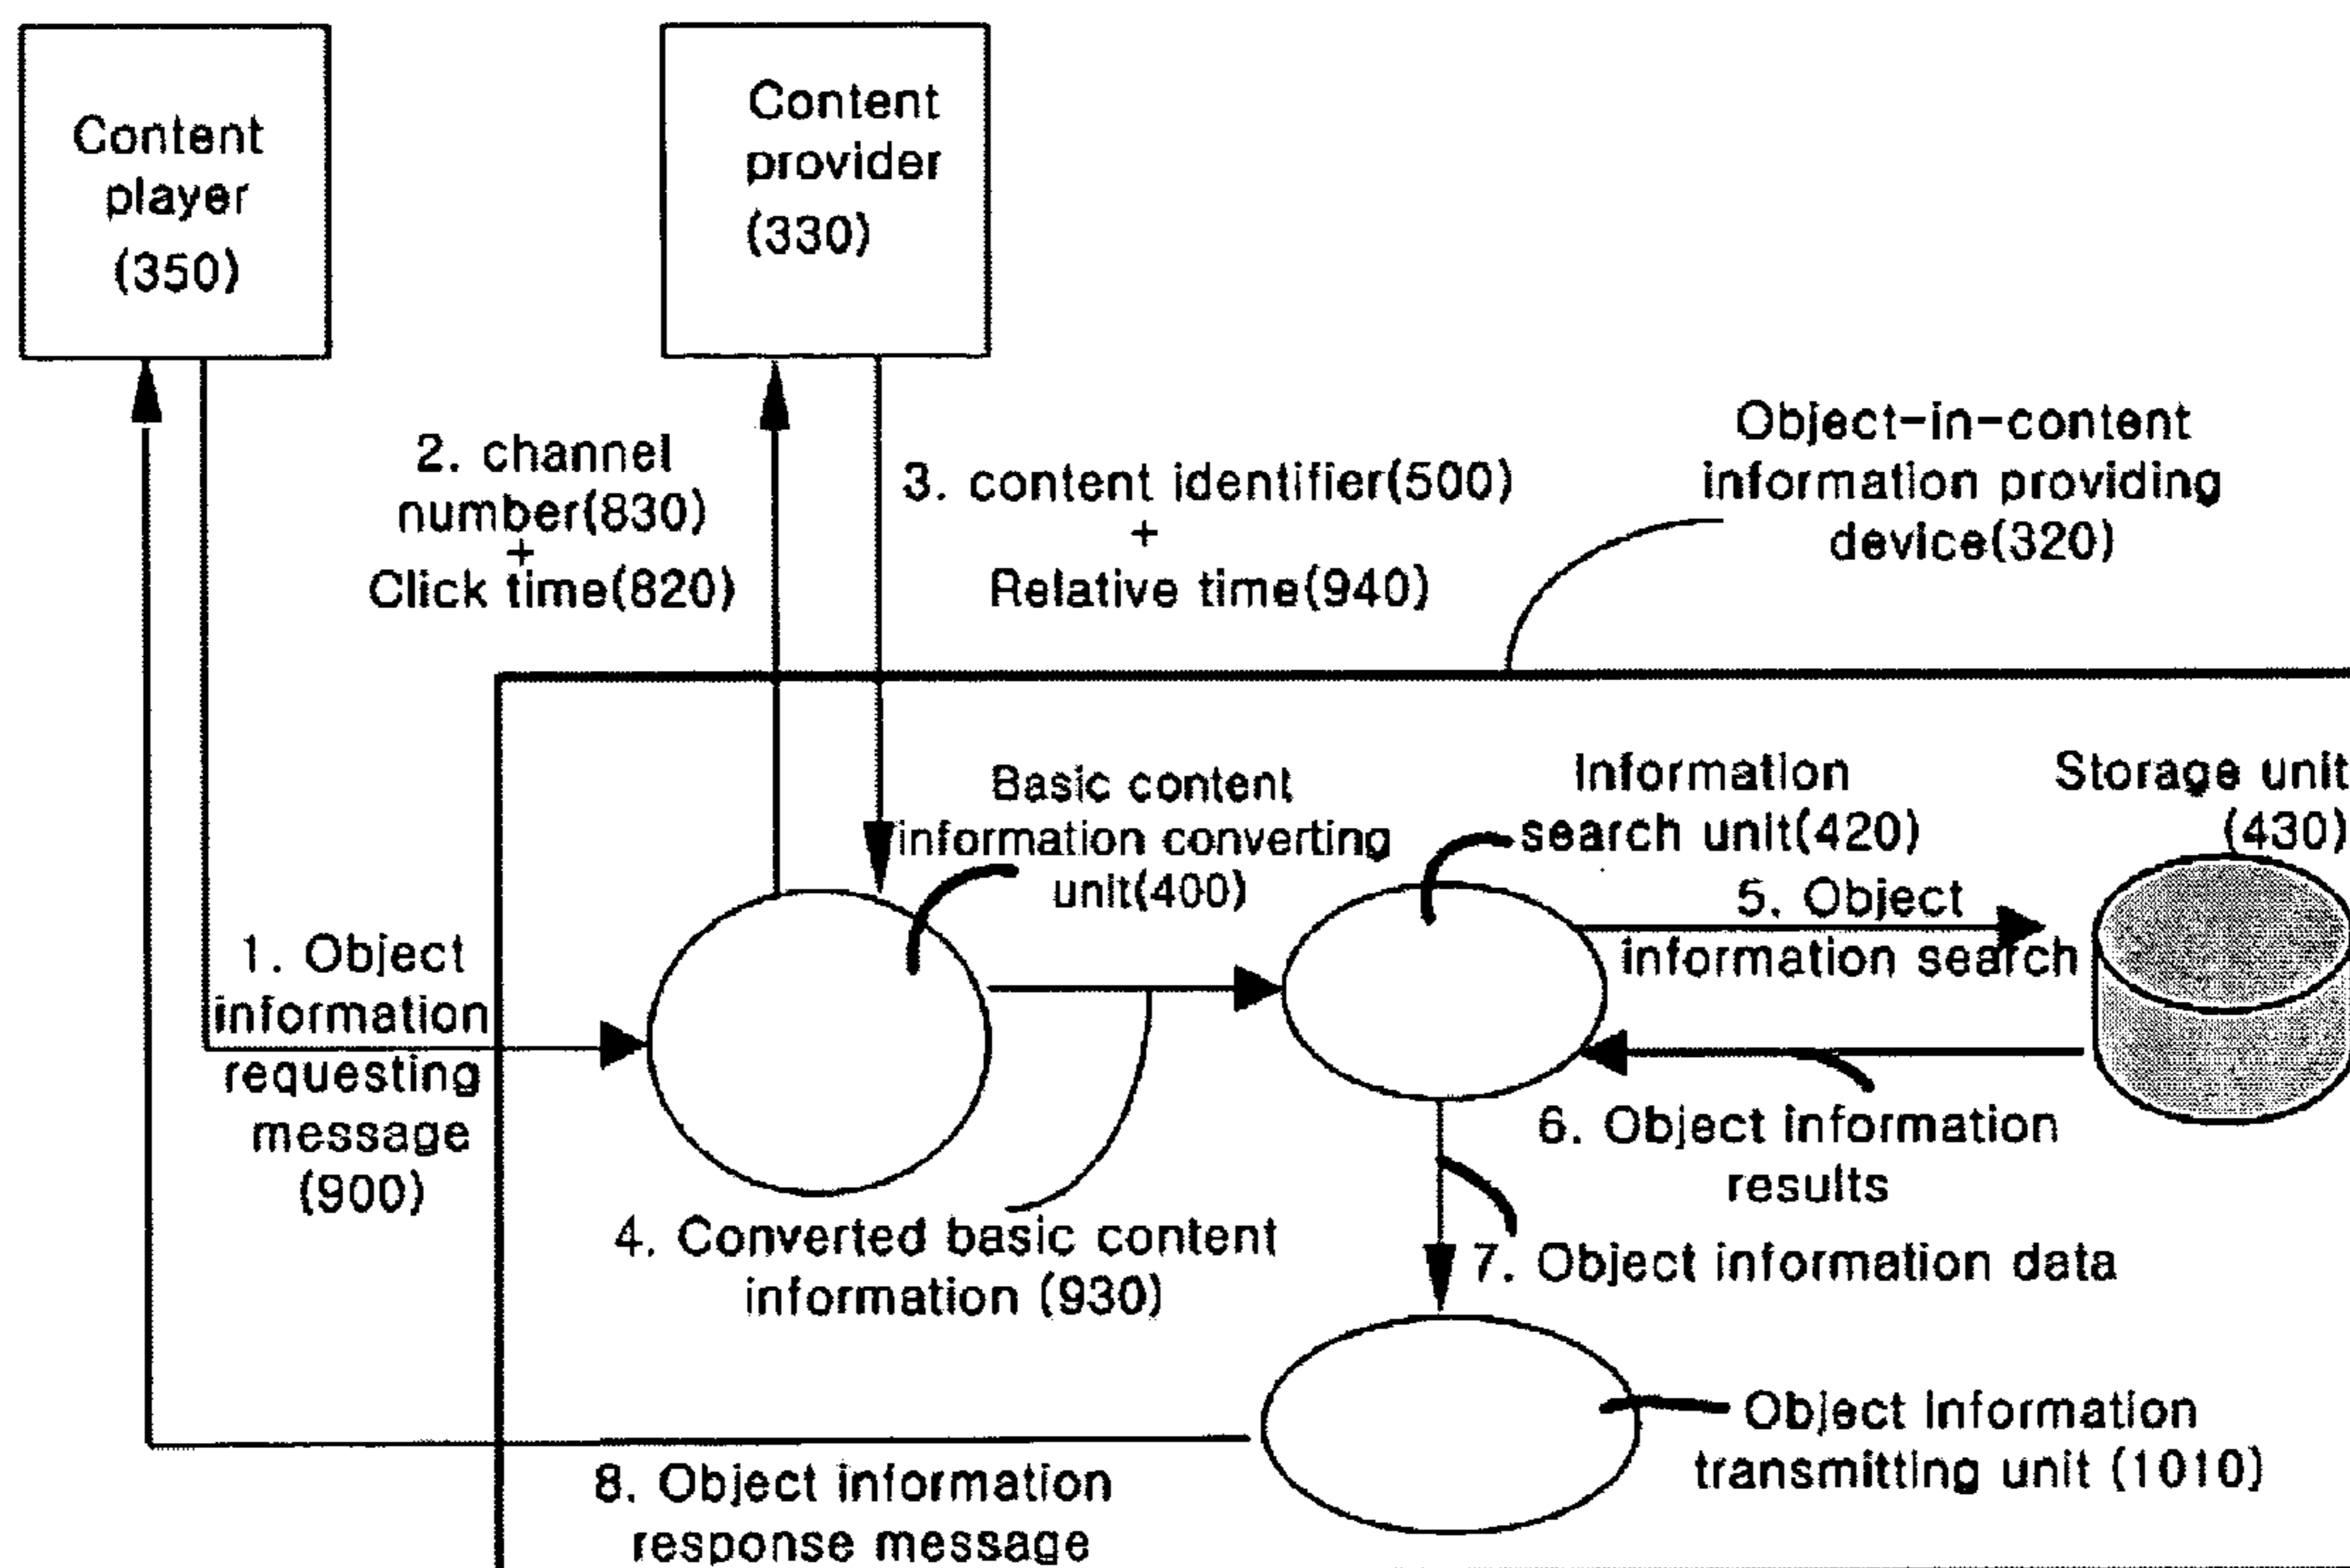 Content
player
(350)
Content
provider
(330)
2. channel
number(830)
+
Click time(820)
3. content identifier(500)
+
Relative time(940)
Object-in-content
information providing
device(320)
Basic content
information converting
unit(400)
Information
search unit(420)
Storage unit
(430)
1. Object
information
requesting
message
(900)
5. Object
information search
6. Object information
results
4. Converted basic content
information (930)
7. Object information data
Object information
transmitting unit (1010)
8. Object information
response message